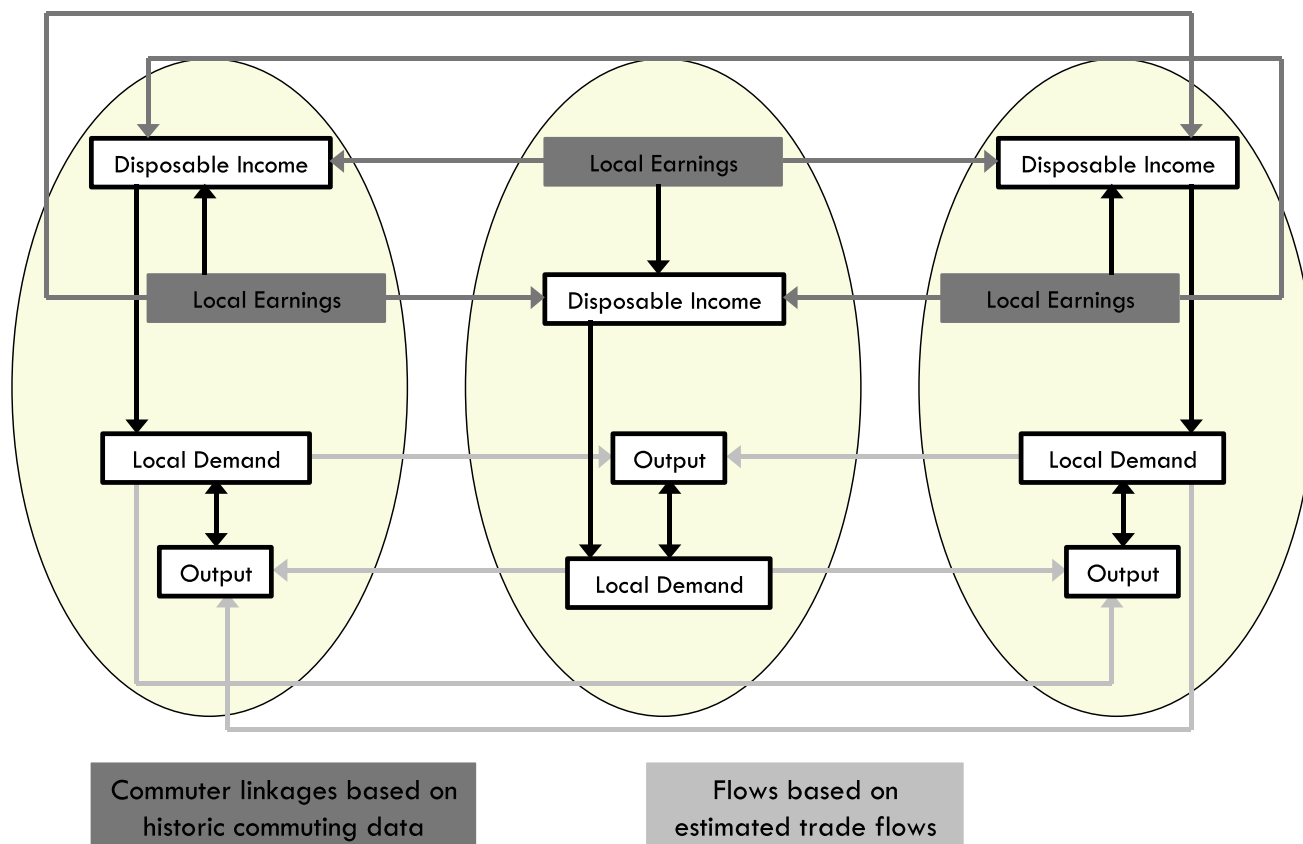 Disposable Income
Local Earnings
Disposable Income
Local Earnings
Disposable Income
Local Earnings
Local Demand
Output
Local Demand
Output
Local Demand
Output
Commuter linkages based on
historic commuting data
Flows based on
estimated trade flows